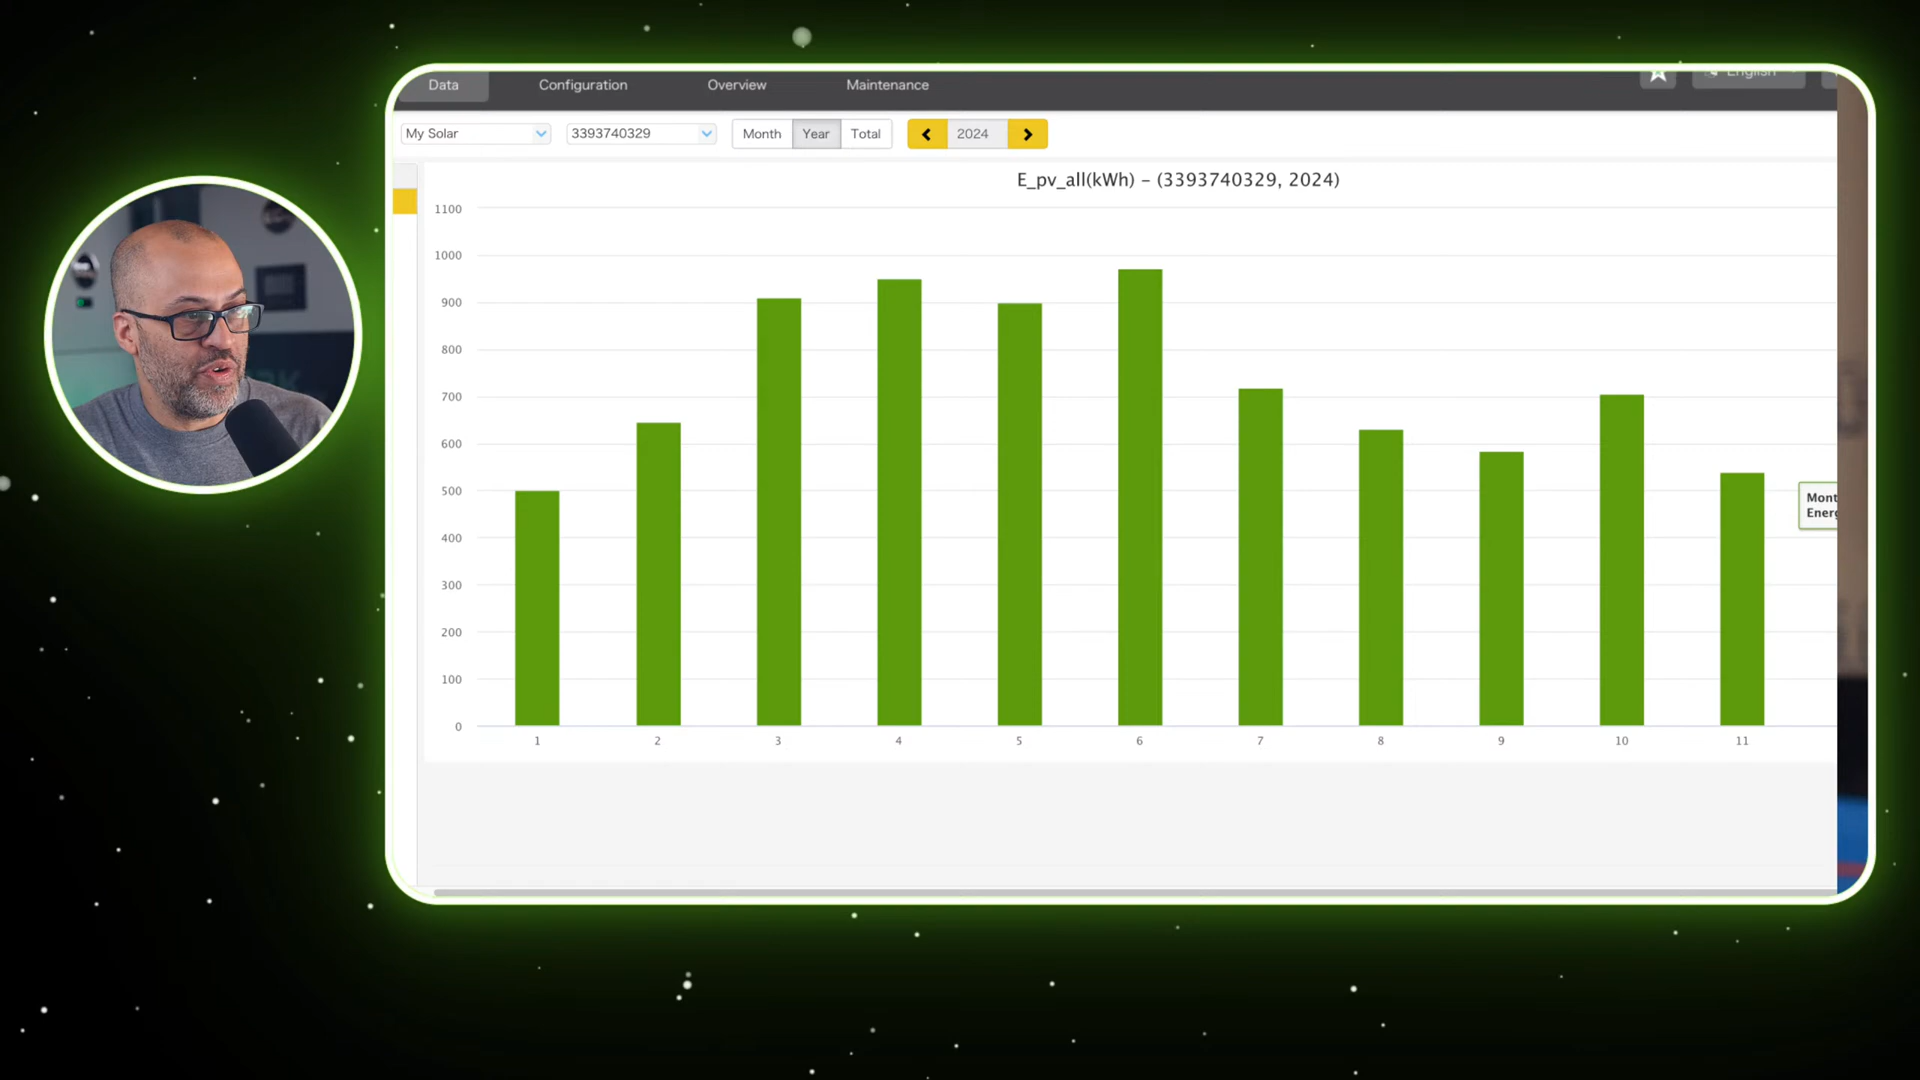 Data Configuration Overview Maintenance English
My Solar 3393740329 Month Year Total 2024
E_pv_all(kWh) – (3393740329, 2024)
1100
1000
900
800
700
600
500
400
300
200
100
0
1 2 3 4 5 6 7 8 9 10 11
Mont
Energ